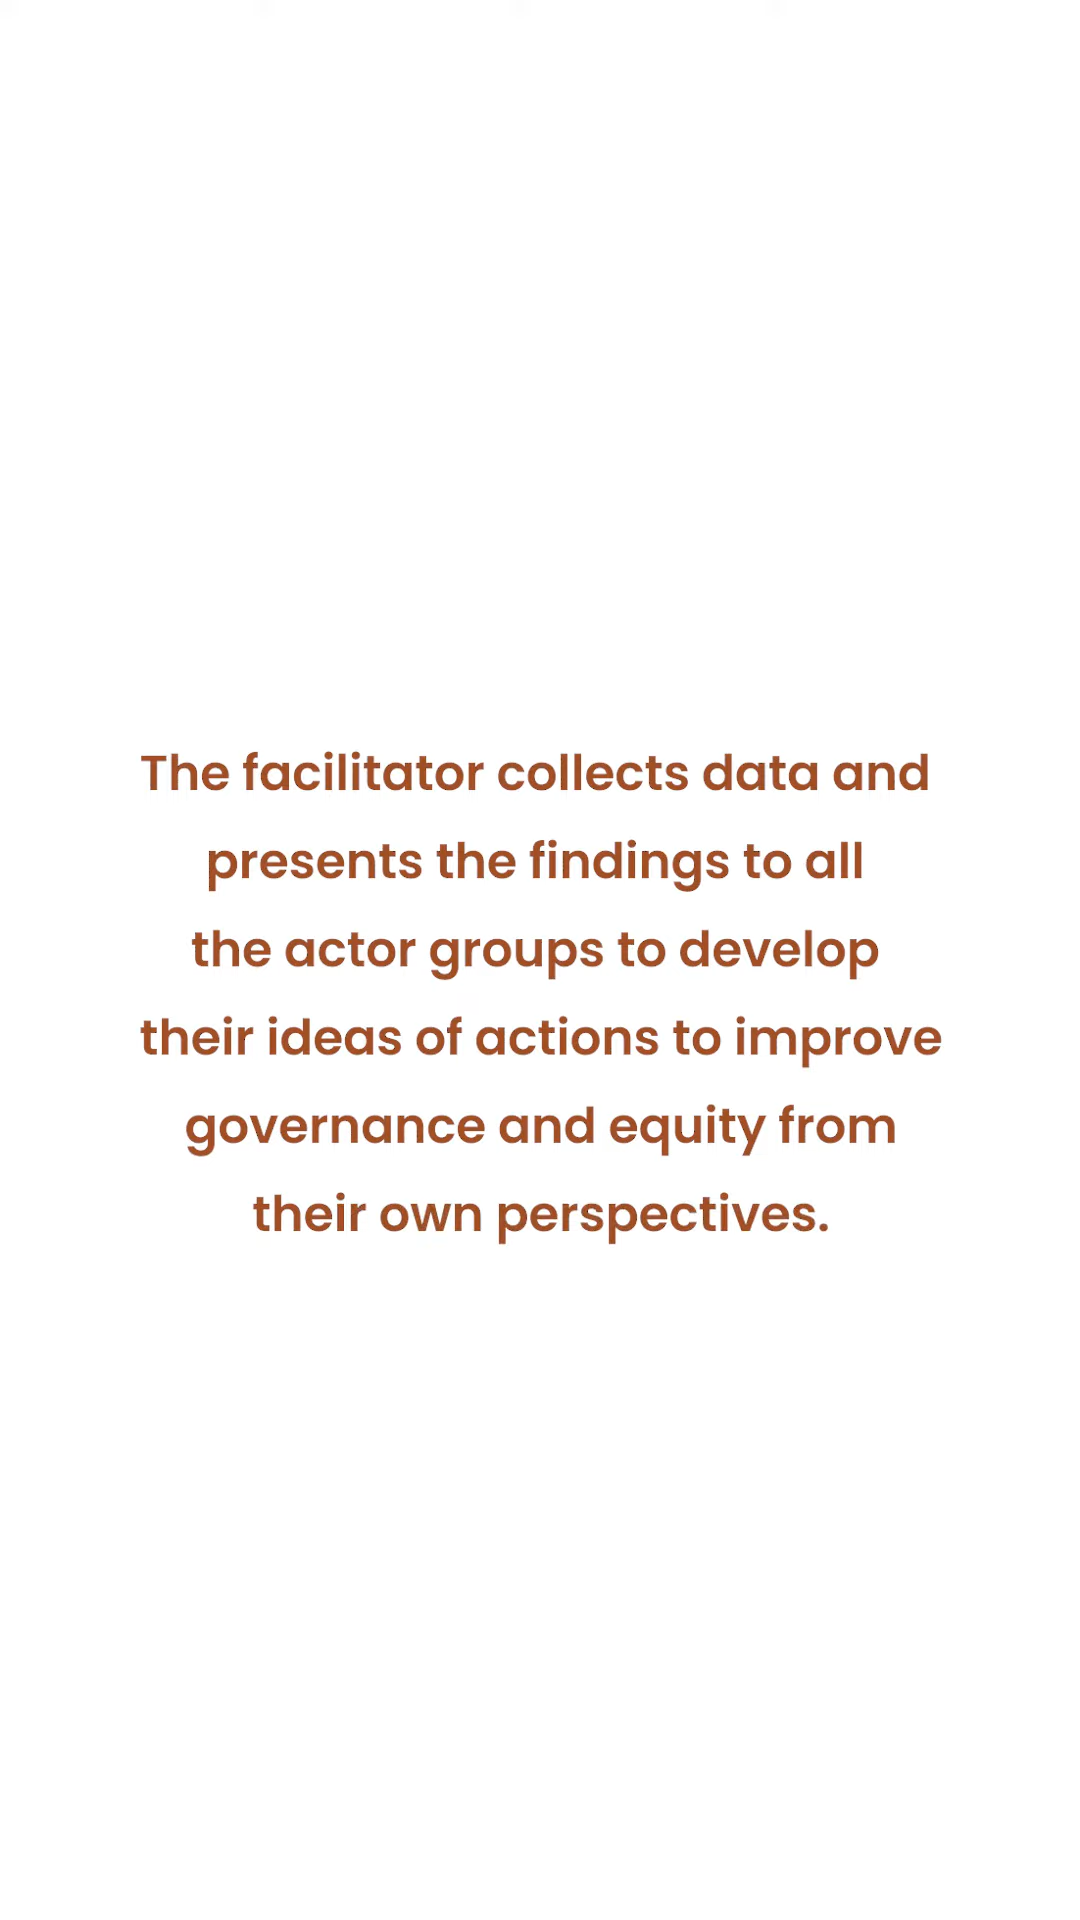 The facilitator collects data and
presents the findings to all
the actor groups to develop
their ideas of actions to improve
governance and equity from
their own perspectives.